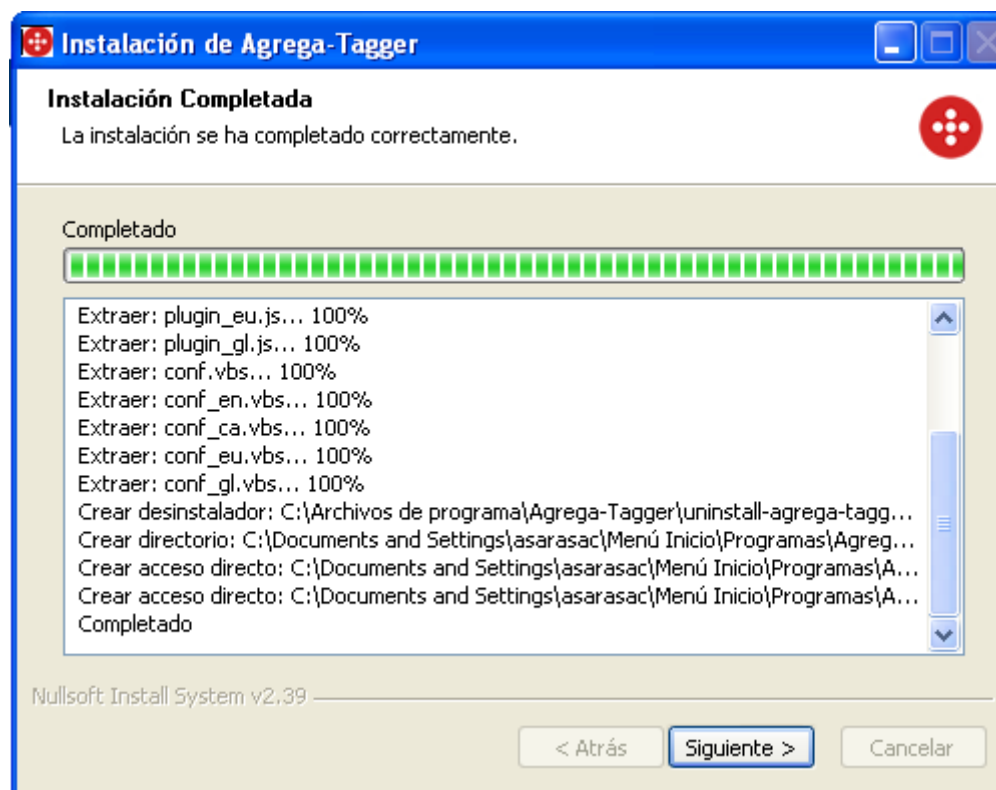 Instalación de Agrega-Tagger
Instalación Completada
La instalación se ha completado correctamente.
Completado
Extraer: plugin_eu.js... 100%
Extraer: plugin_gl.js... 100%
Extraer: conf.vbs... 100%
Extraer: conf_en.vbs... 100%
Extraer: conf_ca.vbs... 100%
Extraer: conf_eu.vbs... 100%
Extraer: conf_gl.vbs... 100%
Crear desinstalador: C:\Archivos de programa\Agrega-Tagger\uninstall-agrega-tagg...
Crear directorio: C:\Documents and Settings\asarasac\Menú Inicio\Programas\Agreg...
Crear acceso directo: C:\Documents and Settings\asarasac\Menú Inicio\Programas\A...
Crear acceso directo: C:\Documents and Settings\asarasac\Menú Inicio\Programas\A...
Completado
Nullsoft Install System v2.39
< Atrás Siguiente > Cancelar